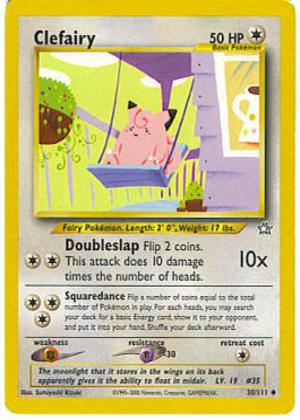 Clefairy 50 HP
Basic Pokémon
Fairy Pokémon. Length: 2' 0", Weight: 17 lbs.
Doubleslap Flip 2 coins.
This attack does 10 damage 10x
times the number of heads.
Squaredance Flip a number of coins equal to the total
number of Pokémon in play. For each heads, you may search
your deck for a basic Energy card, show it to your opponent,
and put it into your hand. Shuffle your deck afterward.
weakness resistance retreat cost
-30
The moonlight that it stores in the wings on its back
apparently gives it the ability to float in midair. LV. 19 #35
Illus. Sumiyoshi Kizuki ©1995-2000 Nintendo, Creatures, GAMEFREAK. 30/111